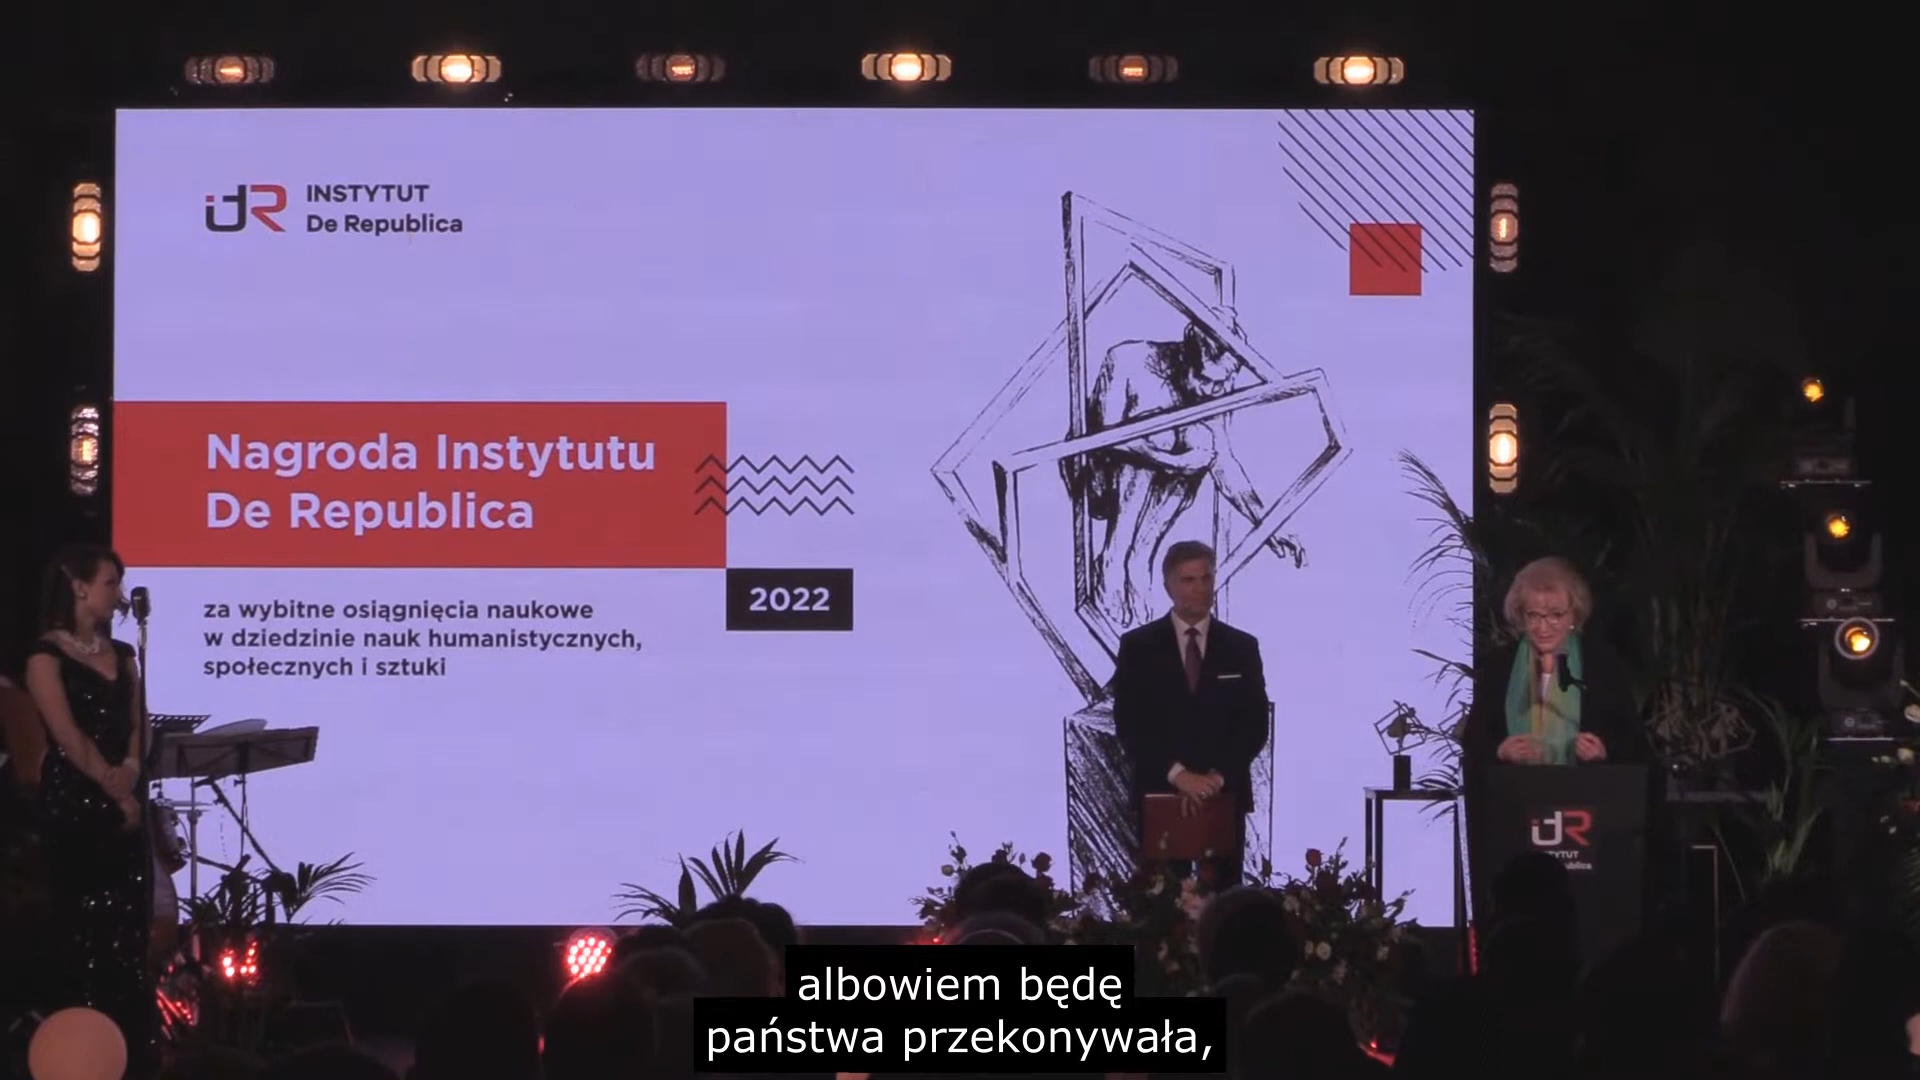 INSTYTUT
De Republica
Nagroda Instytutu
De Republica
2022
za wybitne osiągnięcia naukowe
w dziedzinie nauk humanistycznych,
społecznych i sztuki
idR
albowiem będę
państwa przekonywała,